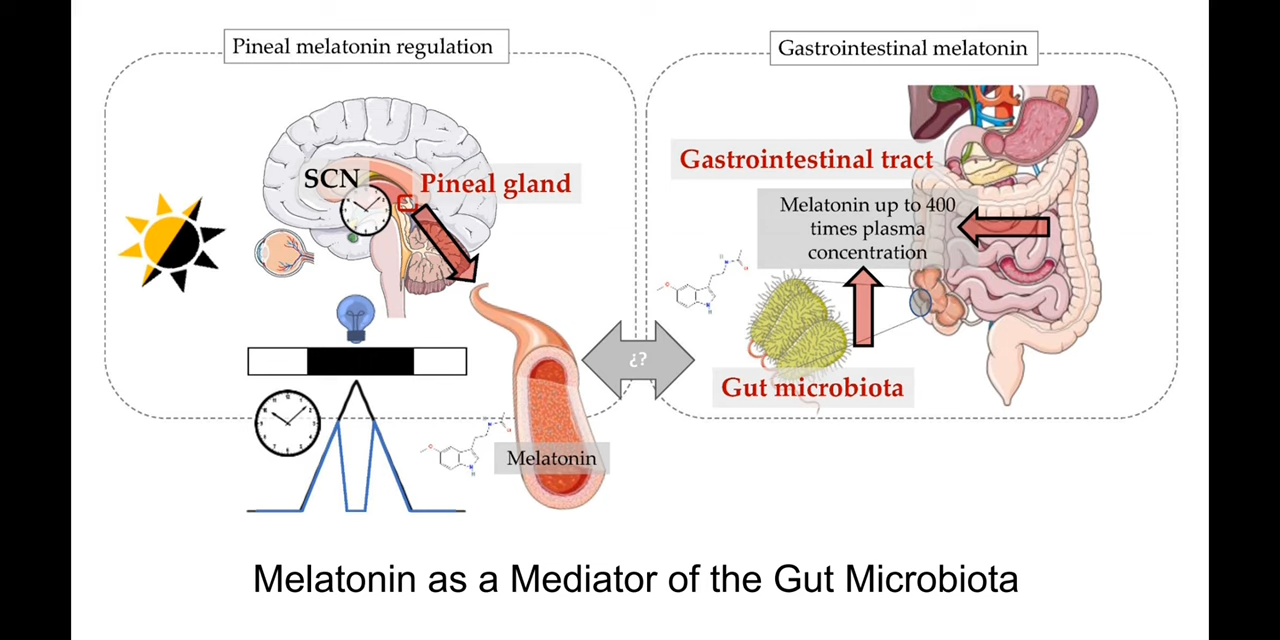 Pineal melatonin regulation
Gastrointestinal melatonin
SCN
Pineal gland
Gastrointestinal tract
Melatonin up to 400
times plasma
concentration
¿?
Gut microbiota
Melatonin
Melatonin as a Mediator of the Gut Microbiota